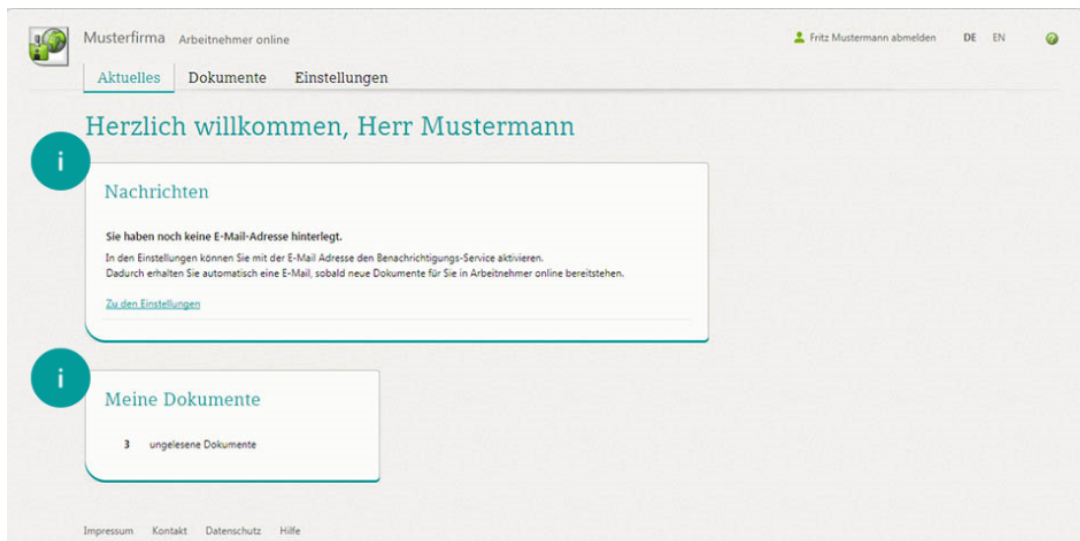 Musterfirma Arbeitnehmer online
Fritz Mustermann abmelden DE EN
Aktuelles Dokumente Einstellungen
Herzlich willkommen, Herr Mustermann
i
Nachrichten
Sie haben noch keine E-Mail-Adresse hinterlegt.
In den Einstellungen können Sie mit der E-Mail Adresse den Benachrichtigungs-Service aktivieren.
Dadurch erhalten Sie automatisch eine E-Mail, sobald neue Dokumente für Sie in Arbeitnehmer online bereitstehen.
Zu den Einstellungen
i
Meine Dokumente
3 ungelesene Dokumente
Impressum Kontakt Datenschutz Hilfe